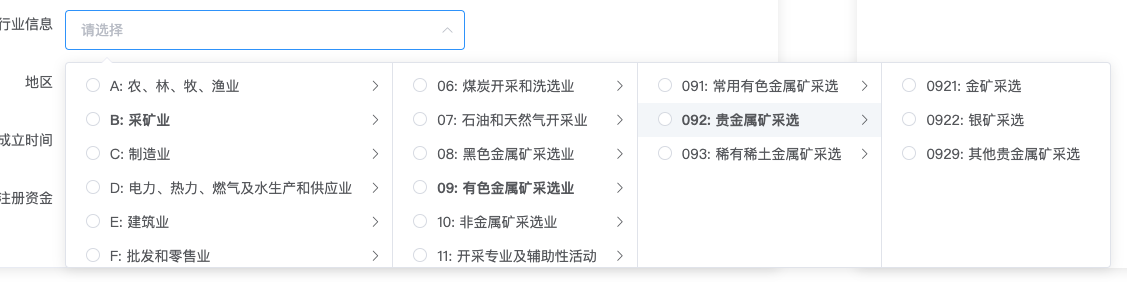 行业信息
请选择
地区
成立时间
注册资金
A: 农、林、牧、渔业
B: 采矿业
C: 制造业
D: 电力、热力、燃气及水生产和供应业
E: 建筑业
F: 批发和零售业
06: 煤炭开采和洗选业
07: 石油和天然气开采业
08: 黑色金属矿采选业
09: 有色金属矿采选业
10: 非金属矿采选业
11: 开采专业及辅助性活动
091: 常用有色金属矿采选
092: 贵金属矿采选
093: 稀有稀土金属矿采选
0921: 金矿采选
0922: 银矿采选
0929: 其他贵金属矿采选